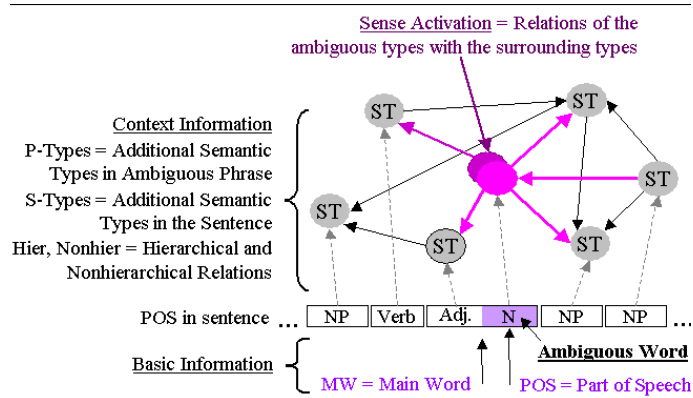 Sense Activation = Relations of the
ambiguous types with the surrounding types
Context Information
P-Types = Additional Semantic
Types in Ambiguous Phrase
S-Types = Additional Semantic
Types in the Sentence
Hier, Nonhier = Hierarchical and
Nonhierarchical Relations
ST
ST
ST
ST
ST
ST
POS in sentence ... NP Verb Adj. N NP NP ...
Basic Information
Ambiguous Word
MW = Main Word
POS = Part of Speech